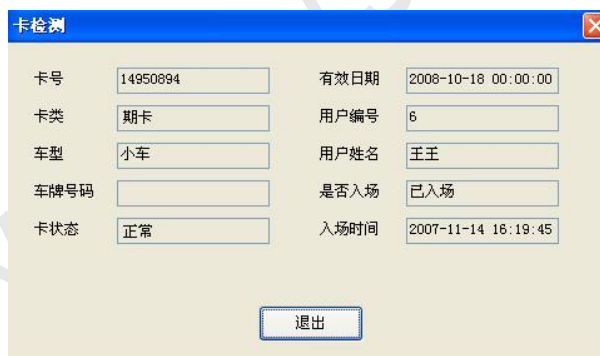 卡检测
卡号 14950894 有效日期 2008-10-18 00:00:00
卡类 期卡 用户编号 6
车型 小车 用户姓名 王王
车牌号码 是否入场 已入场
卡状态 正常 入场时间 2007-11-14 16:19:45
退出